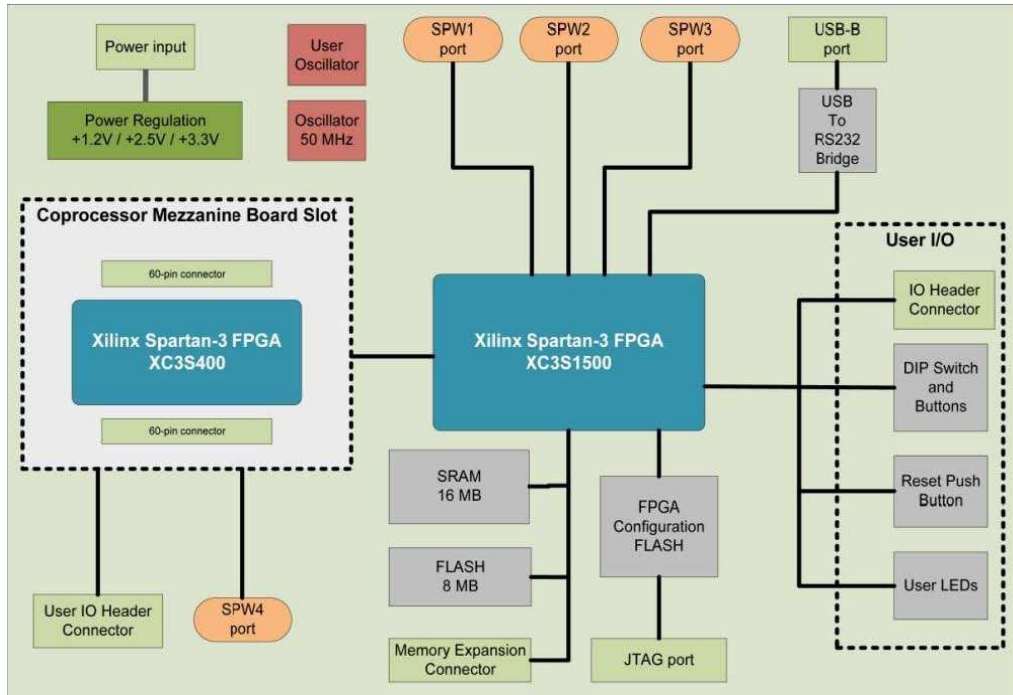 Power input
Power Regulation
+1.2V / +2.5V / +3.3V
User
Oscillator
Oscillator
50 MHz
SPW1
port
SPW2
port
SPW3
port
USB-B
port
USB
To
RS232
Bridge
Coprocessor Mezzanine Board Slot
60-pin connector
Xilinx Spartan-3 FPGA
XC3S400
60-pin connector
Xilinx Spartan-3 FPGA
XC3S1500
User I/O
IO Header
Connector
DIP Switch
and
Buttons
Reset Push
Button
User LEDs
SRAM
16 MB
FLASH
8 MB
Memory Expansion
Connector
FPGA
Configuration
FLASH
JTAG port
User IO Header
Connector
SPW4
port